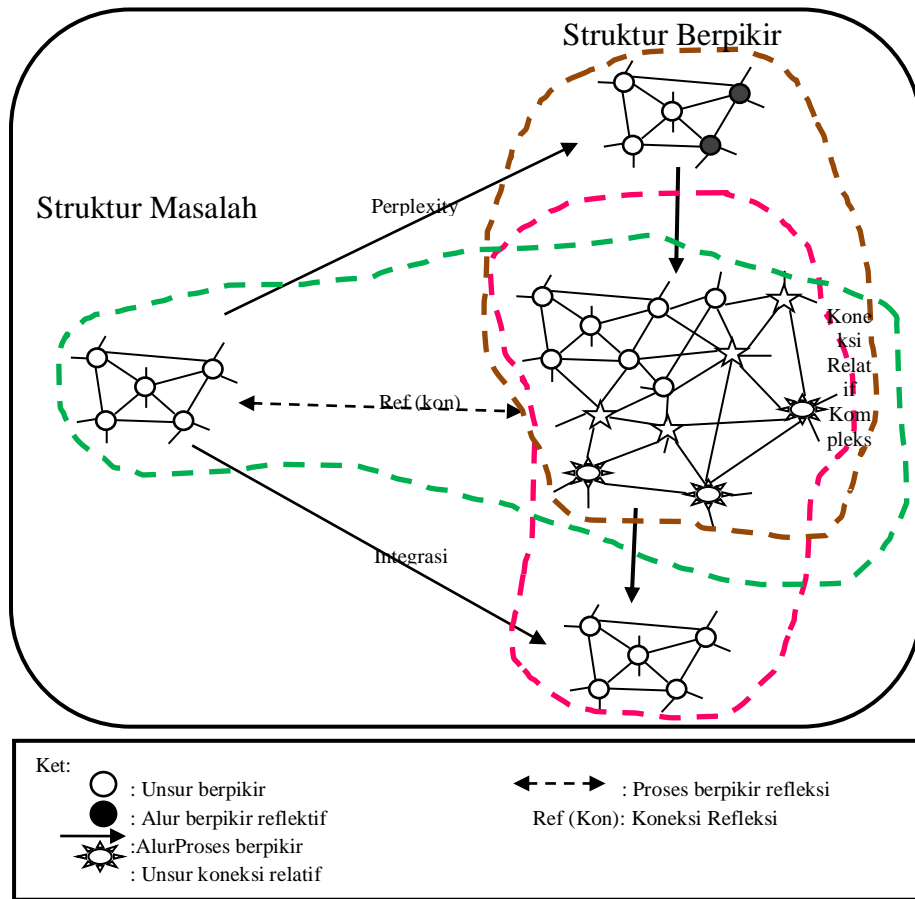 Struktur Berpikir
Struktur Masalah
Perplexity
Kone
ksi
Relat
if
Kom
pleks
Ref (kon)
Integrasi
Ket:
: Unsur berpikir
: Alur berpikir reflektif
:AlurProses berpikir
: Unsur koneksi relatif
: Proses berpikir refleksi
Ref (Kon): Koneksi Refleksi